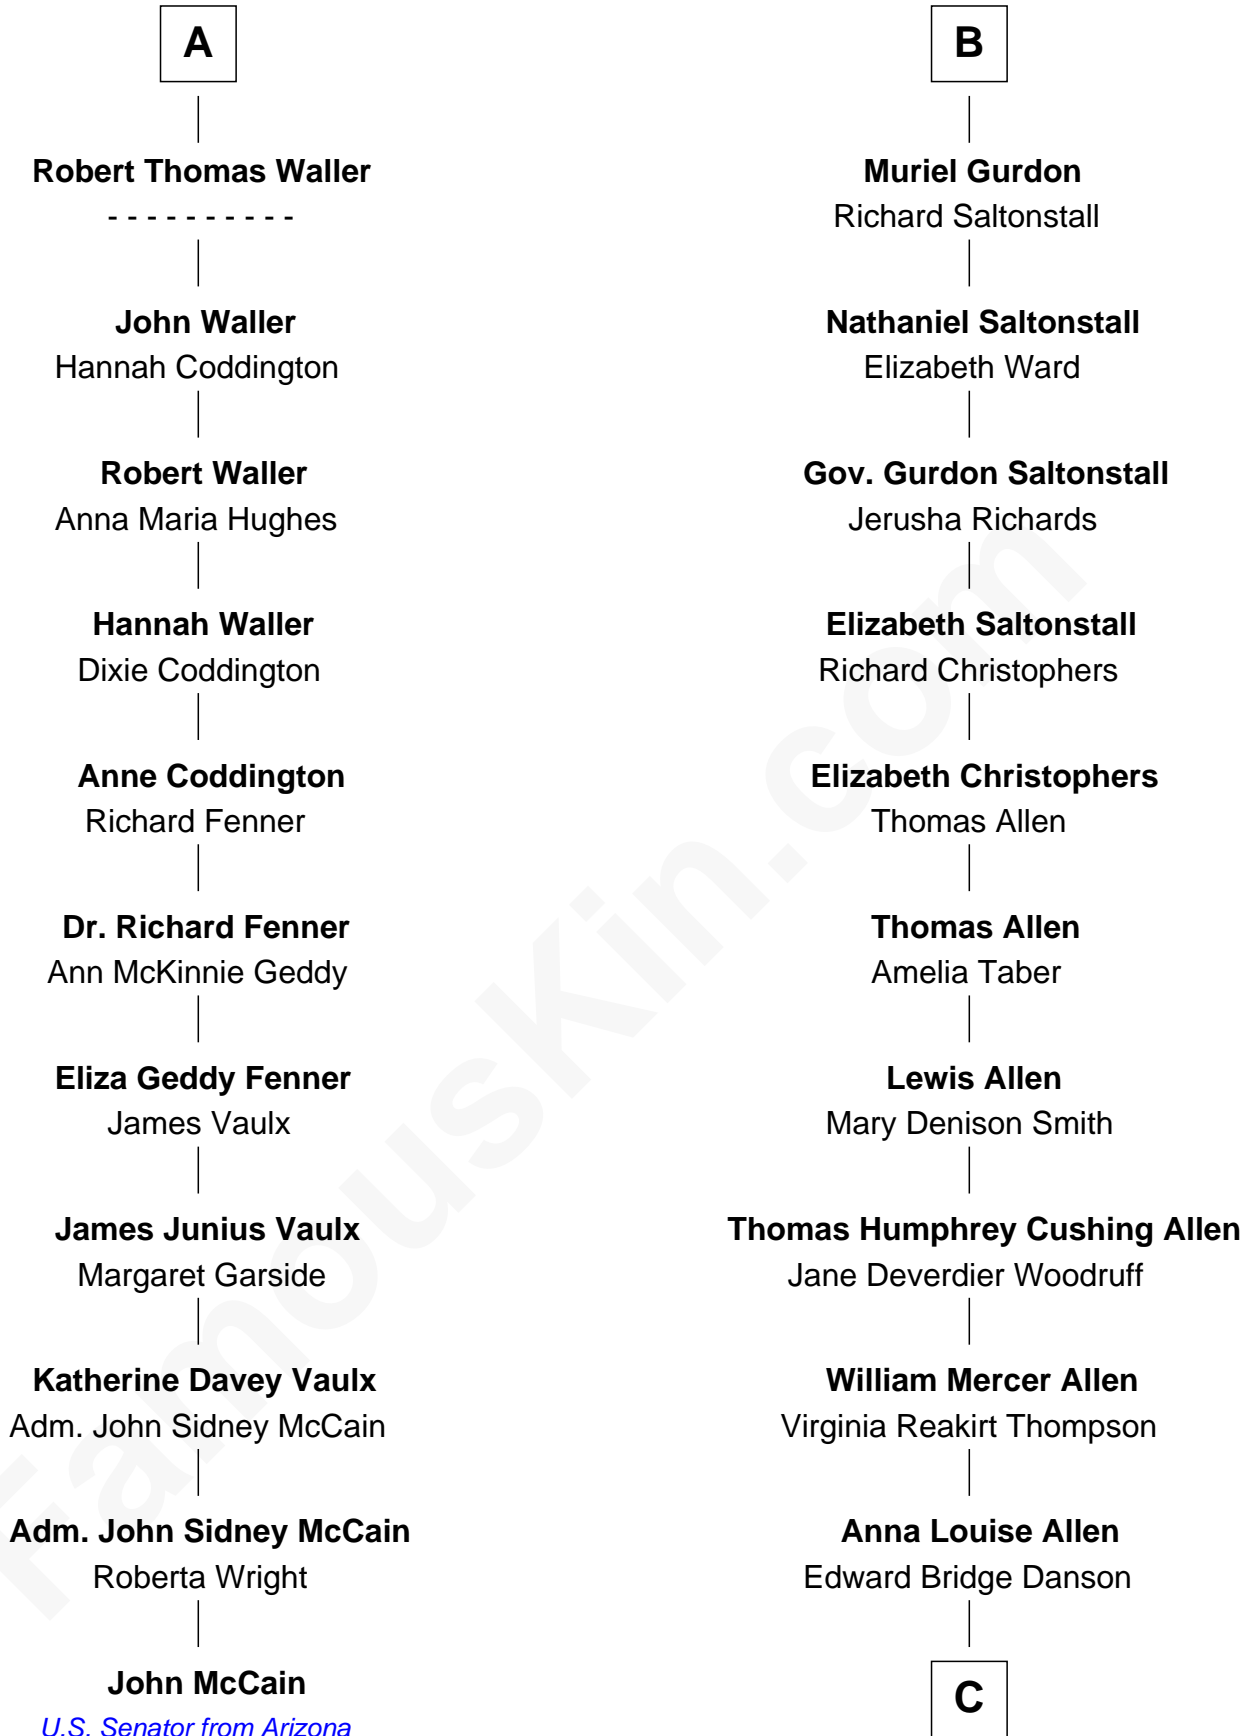 A
Robert Thomas Waller
- - - - - - - - - -
John Waller
Hannah Coddington
Robert Waller
Anna Maria Hughes
Hannah Waller
Dixie Coddington
Anne Coddington
Richard Fenner
Dr. Richard Fenner
Ann McKinnie Geddy
Eliza Geddy Fenner
James Vaulx
James Junius Vaulx
Margaret Garside
Katherine Davey Vaulx
Adm. John Sidney McCain
Adm. John Sidney McCain
Roberta Wright
John McCain
U.S. Senator from Arizona
B
Muriel Gurdon
Richard Saltonstall
Nathaniel Saltonstall
Elizabeth Ward
Gov. Gurdon Saltonstall
Jerusha Richards
Elizabeth Saltonstall
Richard Christophers
Elizabeth Christophers
Thomas Allen
Thomas Allen
Amelia Taber
Lewis Allen
Mary Denison Smith
Thomas Humphrey Cushing Allen
Jane Deverdier Woodruff
William Mercer Allen
Virginia Reakirt Thompson
Anna Louise Allen
Edward Bridge Danson
C
FamousKin.com